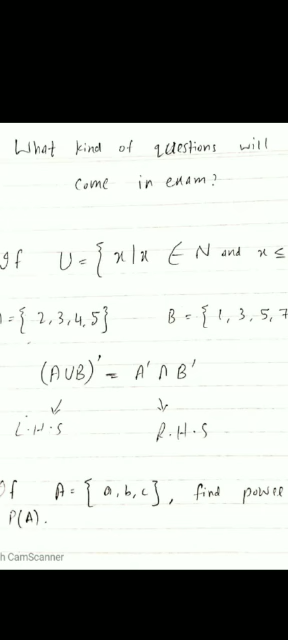 What kind of questions will
come in exam?
If U = { x | x ∈ N and x ≤
= { 2, 3, 4, 5 } B = { 1, 3, 5, 7
(A∪B)' = A' ∩ B'
L.H.S R.H.S
If A = { a, b, c }, find powe
P(A).
h CamScanner